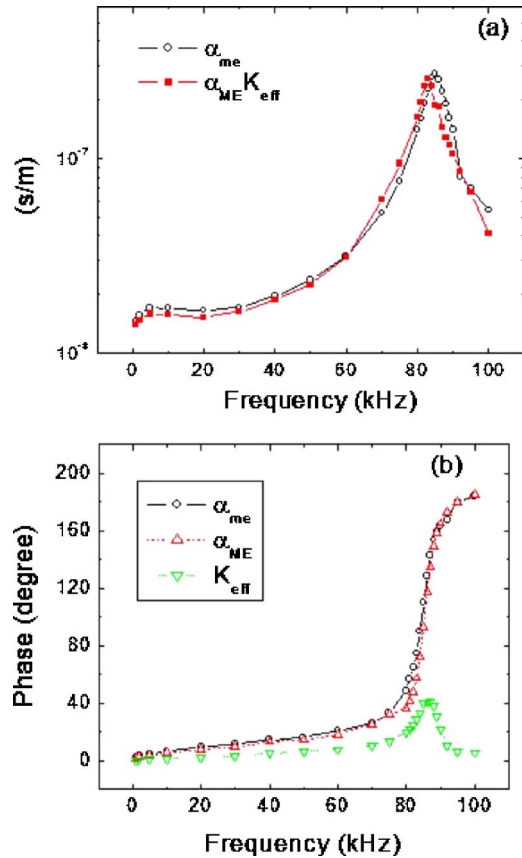 (a)
α_me
α_ME K_eff
(s/m)
10^-7
10^-8
0 20 40 60 80 100
Frequency (kHz)
(b)
200
160
120
80
40
0
α_me
α_ME
K_eff
Phase (degree)
0 20 40 60 80 100
Frequency (kHz)